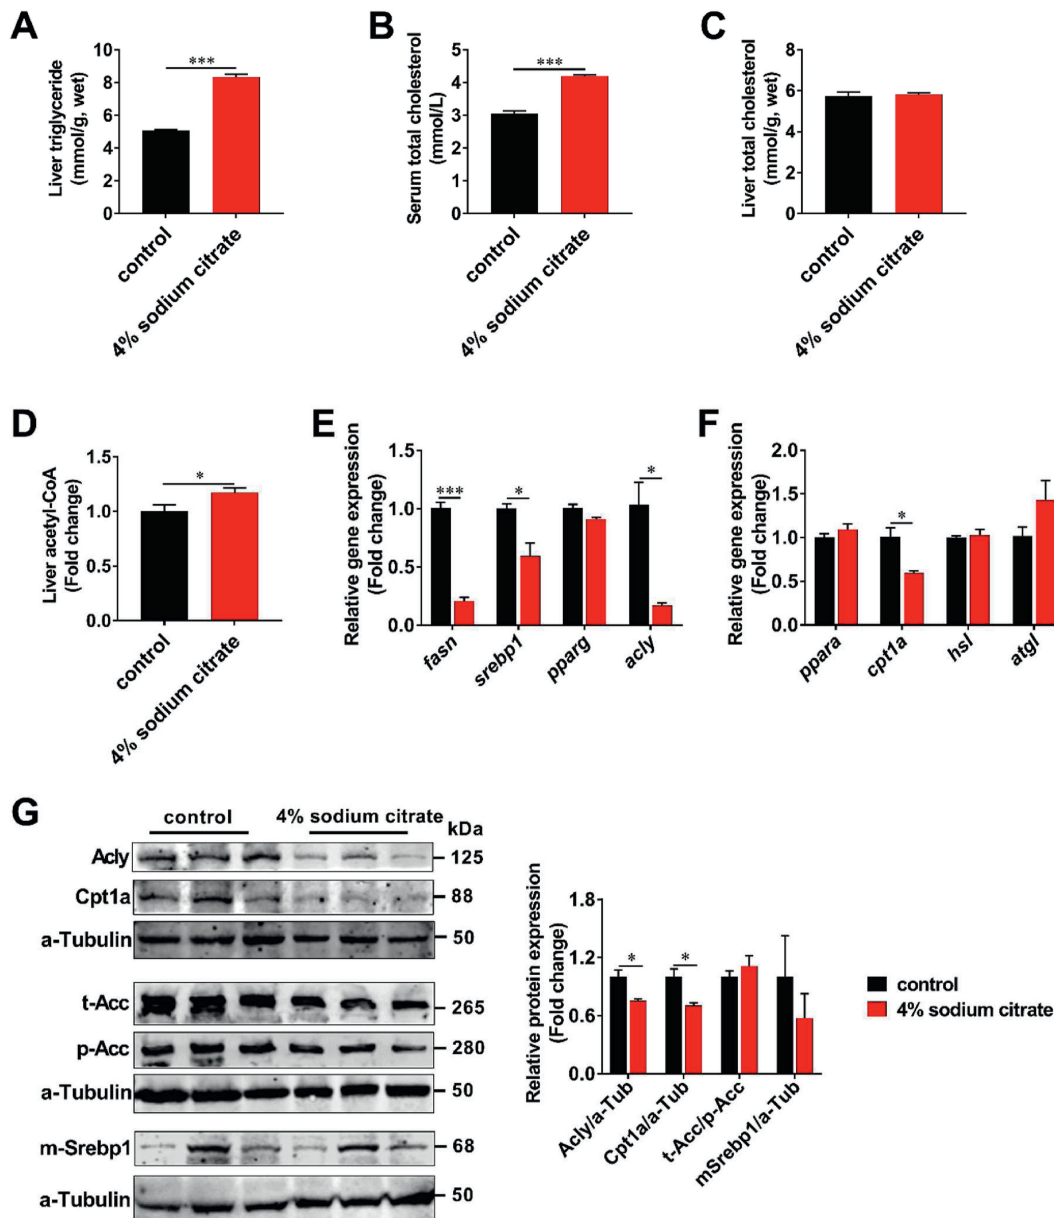 A
Liver triglyceride
(mmol/g, wet)
10
8
6
4
2
0
***
control
4% sodium citrate
B
Serum total cholesterol
(mmol/L)
5
4
3
2
1
0
***
control
4% sodium citrate
C
Liver total cholesterol
(mmol/g, wet)
8
6
4
2
0
control
4% sodium citrate
D
Liver acetyl-CoA
(Fold change)
1.5
1.0
0.5
0.0
*
control
4% sodium citrate
E
Relative gene expression
(Fold change)
1.5
1.0
0.5
0.0
***
*
*
fasn
srebp1
pparg
acly
F
Relative gene expression
(Fold change)
2.0
1.5
1.0
0.5
0.0
*
ppara
cpt1a
hsl
atgl
G
control
4% sodium citrate
kDa
Acly
125
Cpt1a
88
a-Tubulin
50
t-Acc
265
p-Acc
280
a-Tubulin
50
m-Srebp1
68
a-Tubulin
50
Relative protein expression
(Fold change)
1.8
1.2
0.6
0.0
*
*
Acly/a-Tub
Cpt1a/a-Tub
t-Acc/p-Acc
mSrebp1/a-Tub
control
4% sodium citrate